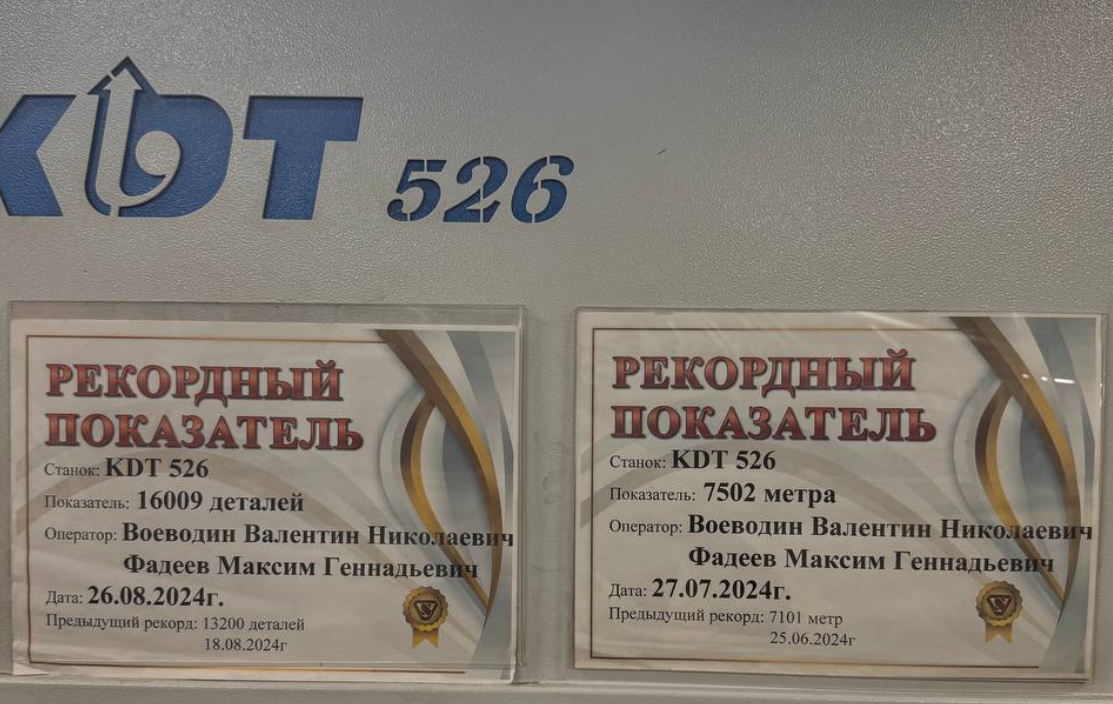 KDT 526
РЕКОРДНЫЙ
ПОКАЗАТЕЛЬ
Станок: KDT 526
Показатель: 16009 деталей
Оператор: Воеводин Валентин Николаевич
Фадеев Максим Геннадьевич
Дата: 26.08.2024г.
Предыдущий рекорд: 13200 деталей
18.08.2024г
РЕКОРДНЫЙ
ПОКАЗАТЕЛЬ
Станок: KDT 526
Показатель: 7502 метра
Оператор: Воеводин Валентин Николаевич
Фадеев Максим Геннадьевич
Дата: 27.07.2024г.
Предыдущий рекорд: 7101 метр
25.06.2024г